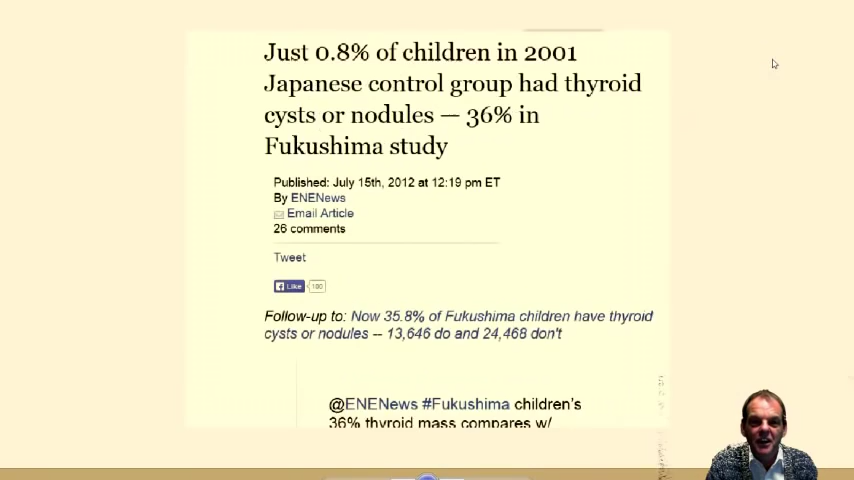 Just 0.8% of children in 2001
Japanese control group had thyroid
cysts or nodules — 36% in
Fukushima study
Published: July 15th, 2012 at 12:19 pm ET
By ENENews
Email Article
26 comments
Tweet
Like 180
Follow-up to: Now 35.8% of Fukushima children have thyroid
cysts or nodules -- 13,646 do and 24,468 don't
@ENENews #Fukushima children's
36% thyroid mass compares w/